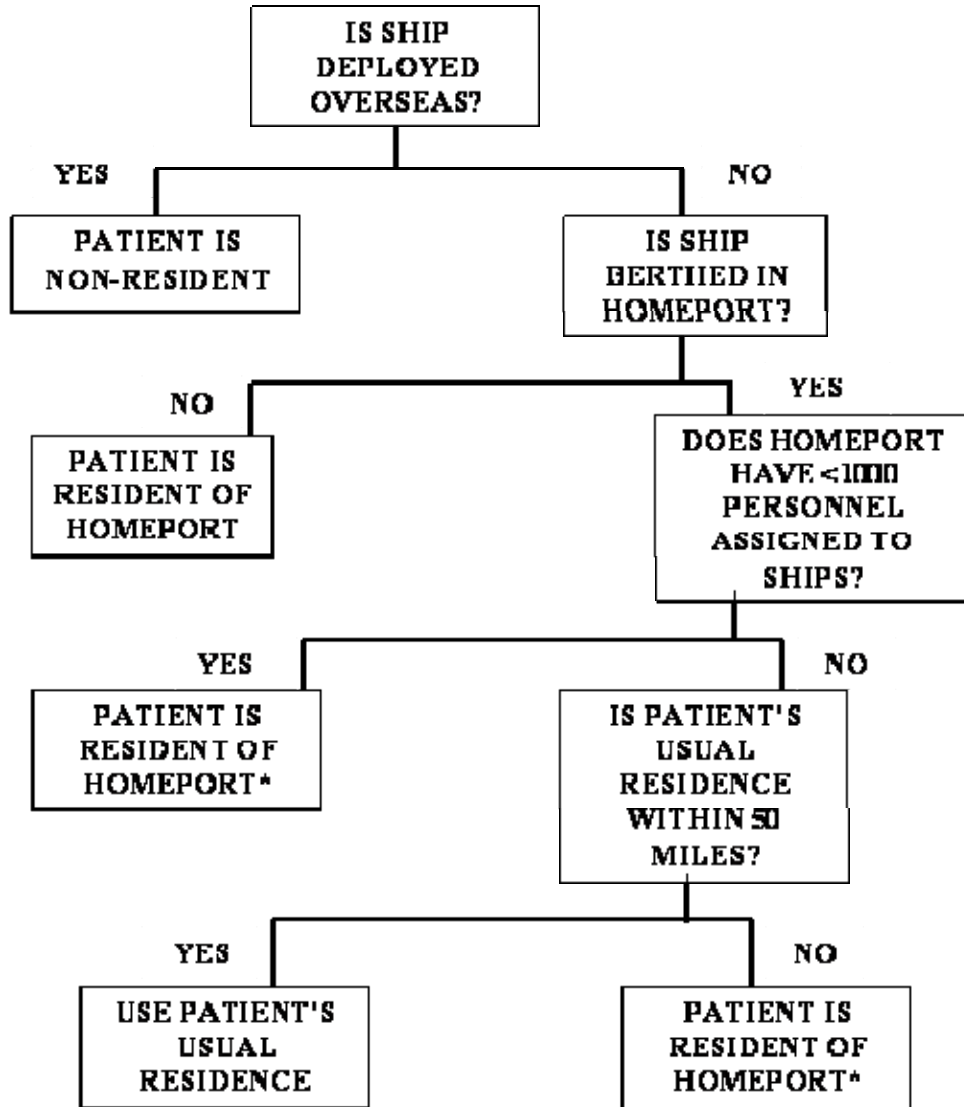 IS SHIP
DEPLOYED
OVERSEAS?
YES
NO
PATIENT IS
NON-RESIDENT
IS SHIP
BERTHED IN
HOMEPORT?
NO
YES
PATIENT IS
RESIDENT OF
HOMEPORT
DOES HOMEPORT
HAVE <1000
PERSONNEL
ASSIGNED TO
SHIPS?
YES
NO
PATIENT IS
RESIDENT OF
HOMEPORT*
IS PATIENT'S
USUAL
RESIDENCE
WITHIN 50
MILES?
YES
NO
USE PATIENT'S
USUAL
RESIDENCE
PATIENT IS
RESIDENT OF
HOMEPORT*